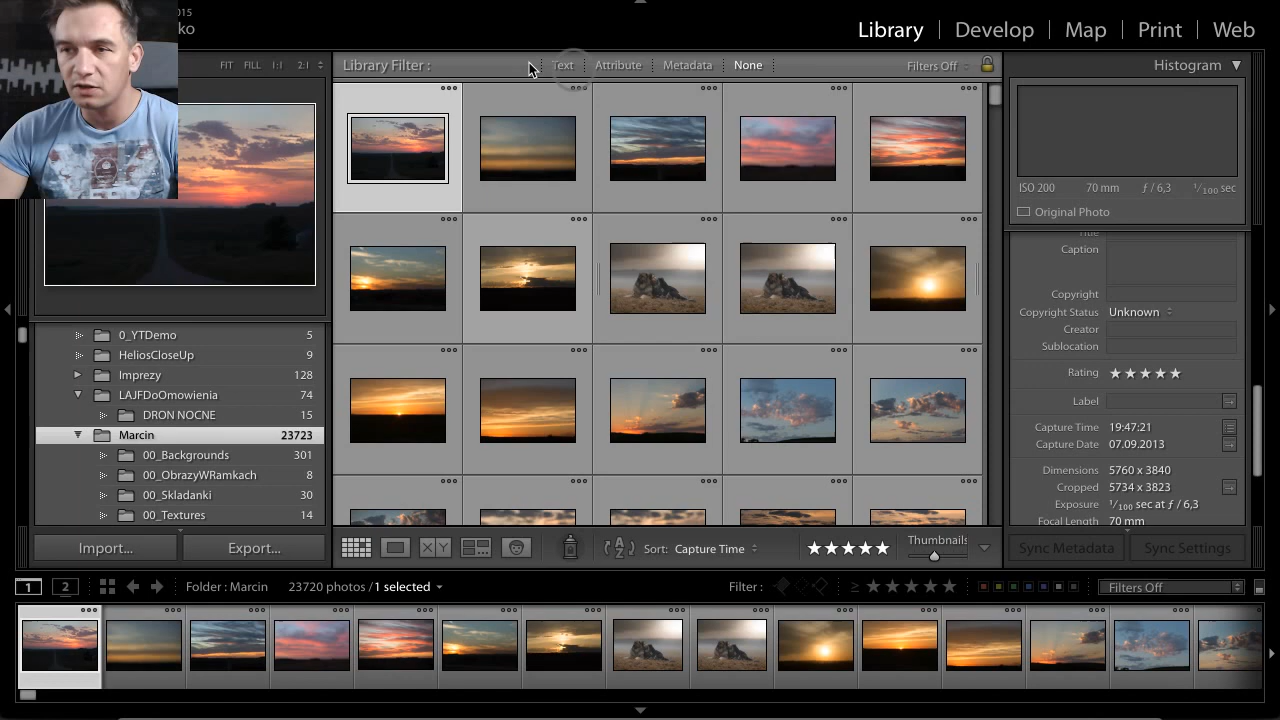 015
ko
Library | Develop | Map | Print | Web
FIT FILL 1:1 2:1
Library Filter : Text Attribute Metadata None Filters Off
Histogram
ISO 200 70 mm ƒ / 6,3 1/100 sec
Original Photo
Title
Caption
Copyright
Copyright Status Unknown
Creator
Sublocation
Rating ★★★★★
Label
Capture Time 19:47:21
Capture Date 07.09.2013
Dimensions 5760 x 3840
Cropped 5734 x 3823
Exposure 1/100 sec at ƒ / 6,3
Focal Length 70 mm
0_YTDemo 5
HeliosCloseUp 9
Imprezy 128
LAJFDoOmowienia 74
DRON NOCNE 15
Marcin 23723
00_Backgrounds 301
00_ObrazyWRamkach 8
00_Skladanki 30
00_Textures 14
Import... Export...
XY
AZ
Sort: Capture Time
★★★★★
Thumbnails
Sync Metadata Sync Settings
1 2 Folder : Marcin 23720 photos / 1 selected
Filter : ≥ ★★★★★ Filters Off